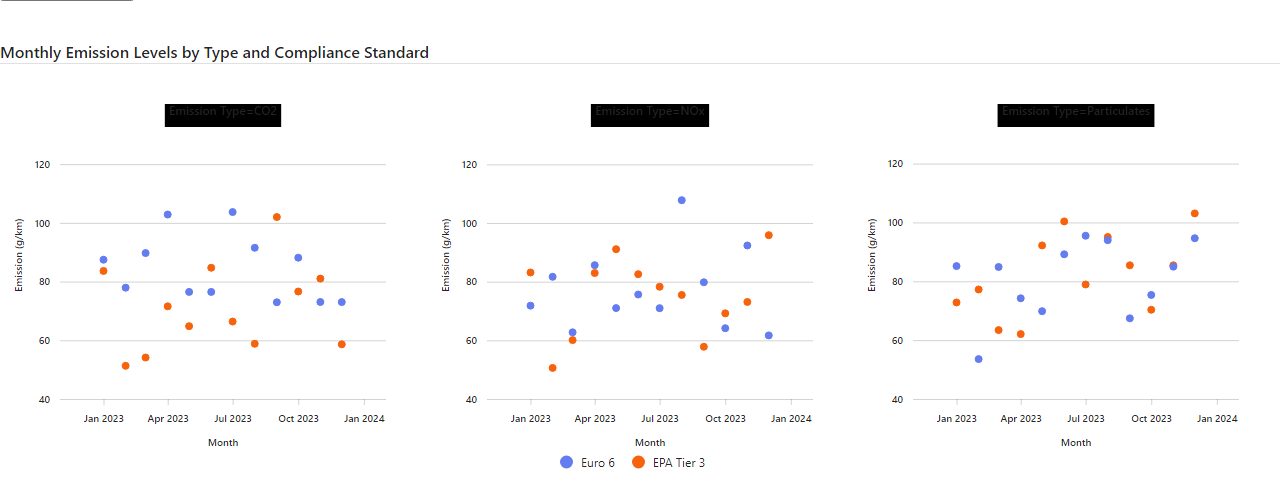 Monthly Emission Levels by Type and Compliance Standard
Emission Type=CO2
Emission Type=NOx
Emission Type=Particulates
120
100
80
60
40
Emission (g/km)
Jan 2023
Apr 2023
Jul 2023
Oct 2023
Jan 2024
Month
120
100
80
60
40
Emission (g/km)
Jan 2023
Apr 2023
Jul 2023
Oct 2023
Jan 2024
Month
120
100
80
60
40
Emission (g/km)
Jan 2023
Apr 2023
Jul 2023
Oct 2023
Jan 2024
Month
Euro 6
EPA Tier 3